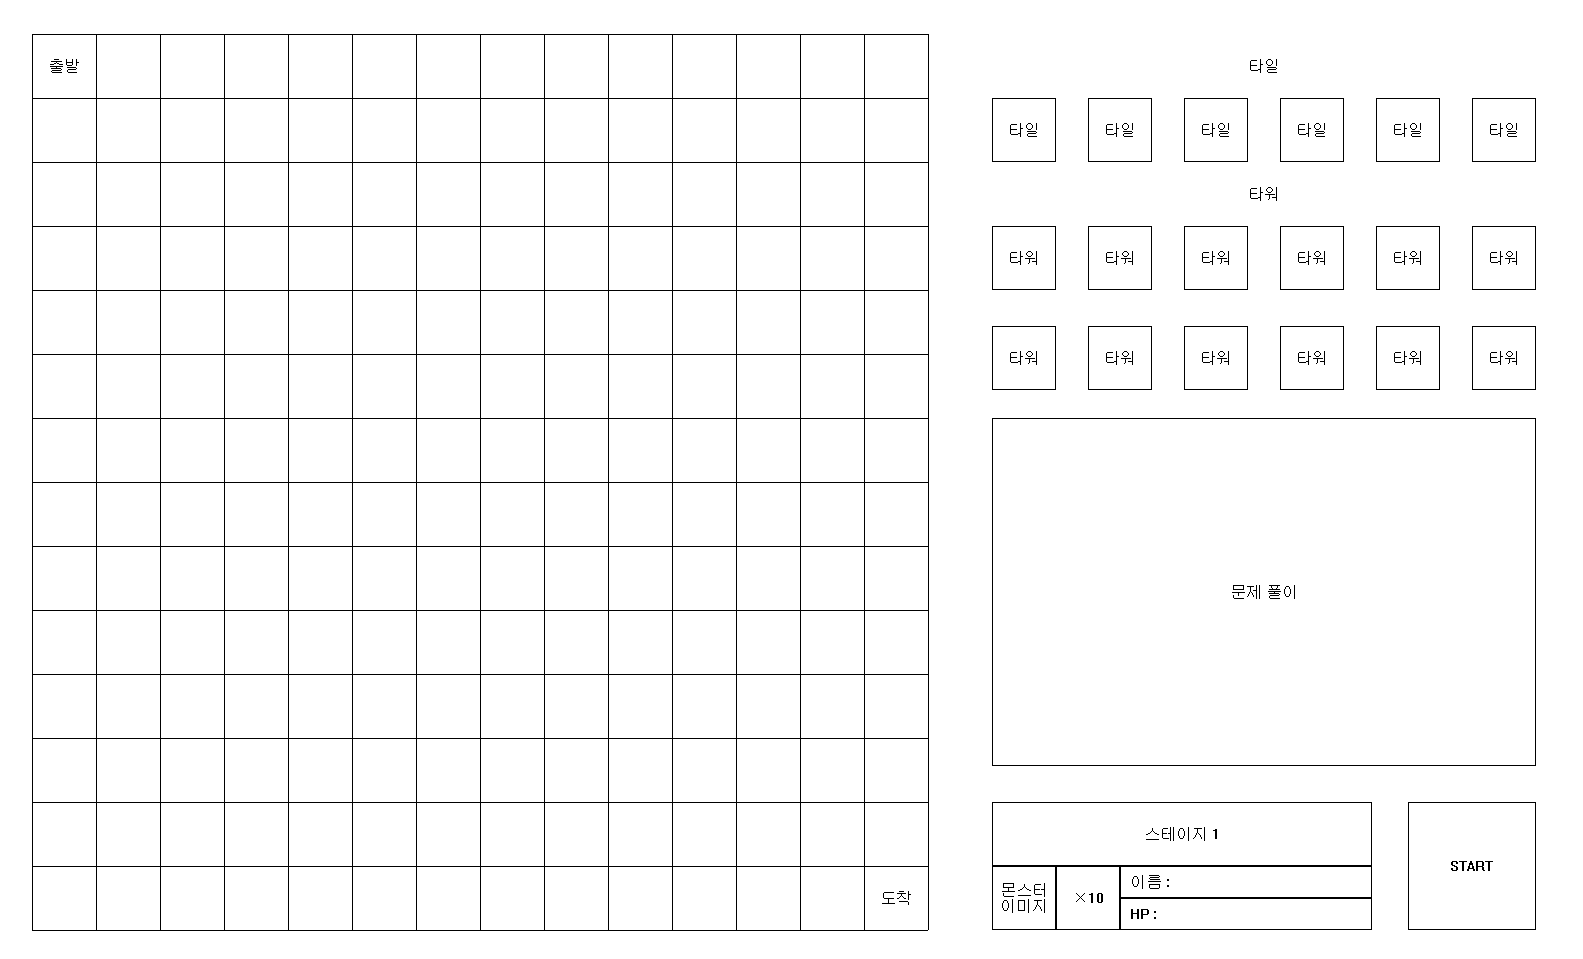 출발
타일
타일 타일 타일 타일 타일 타일
타워
타워 타워 타워 타워 타워 타워
타워 타워 타워 타워 타워 타워
문제 풀이
스테이지 1
몬스터
이미지
×10
이름 :
HP :
START
도착